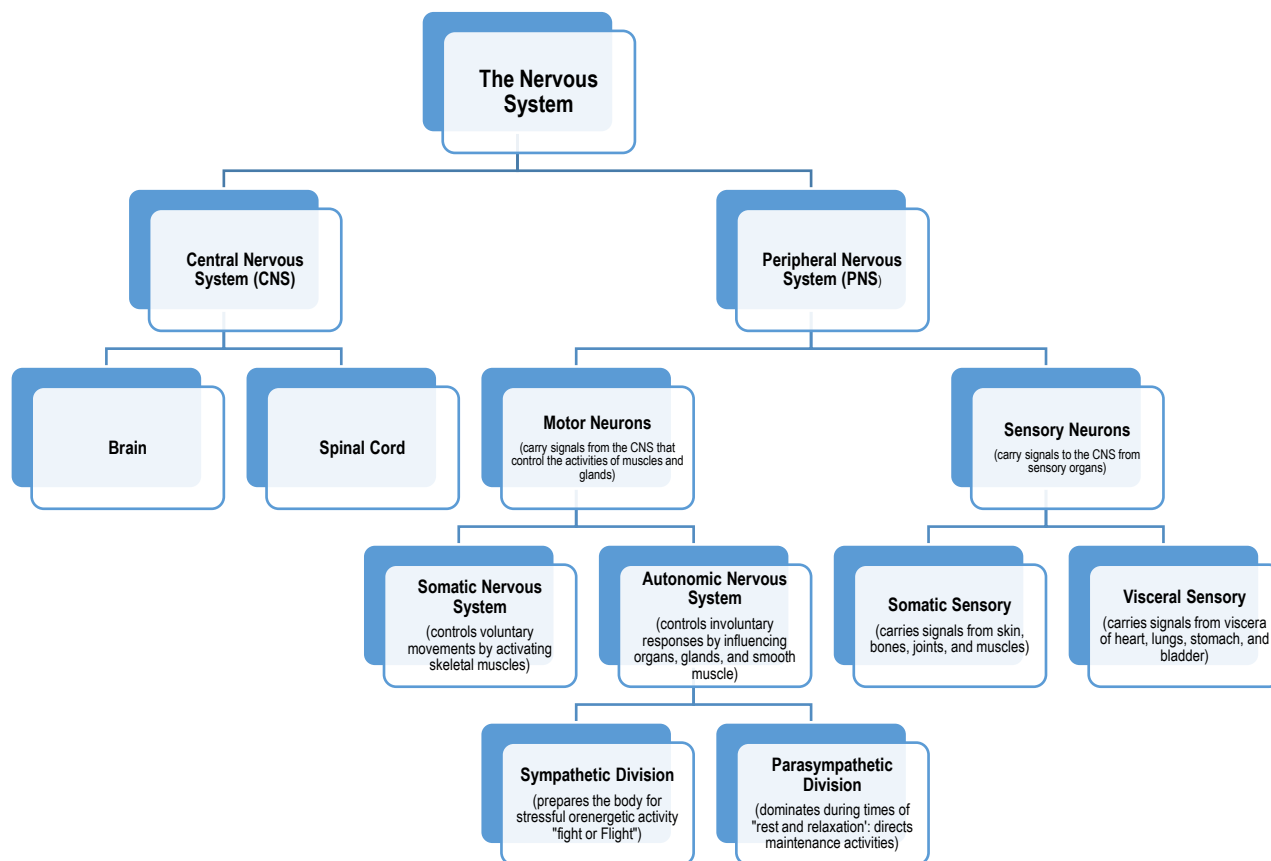 The Nervous
System
Central Nervous
System (CNS)
Peripheral Nervous
System (PNS)
Brain
Spinal Cord
Motor Neurons
(carry signals from the CNS that
control the activities of muscles and
glands)
Sensory Neurons
(carry signals to the CNS from
sensory organs)
Somatic Nervous
System
(controls voluntary
movements by activating
skeletal muscles)
Autonomic Nervous
System
(controls involuntary
responses by influencing
organs, glands, and smooth
muscle)
Somatic Sensory
(carries signals from skin,
bones, joints, and muscles)
Visceral Sensory
(carries signals from viscera
of heart, lungs, stomach, and
bladder)
Sympathetic Division
(prepares the body for
stressful orenergetic activity
"fight or Flight")
Parasympathetic
Division
(dominates during times of
"rest and relaxation': directs
maintenance activities)